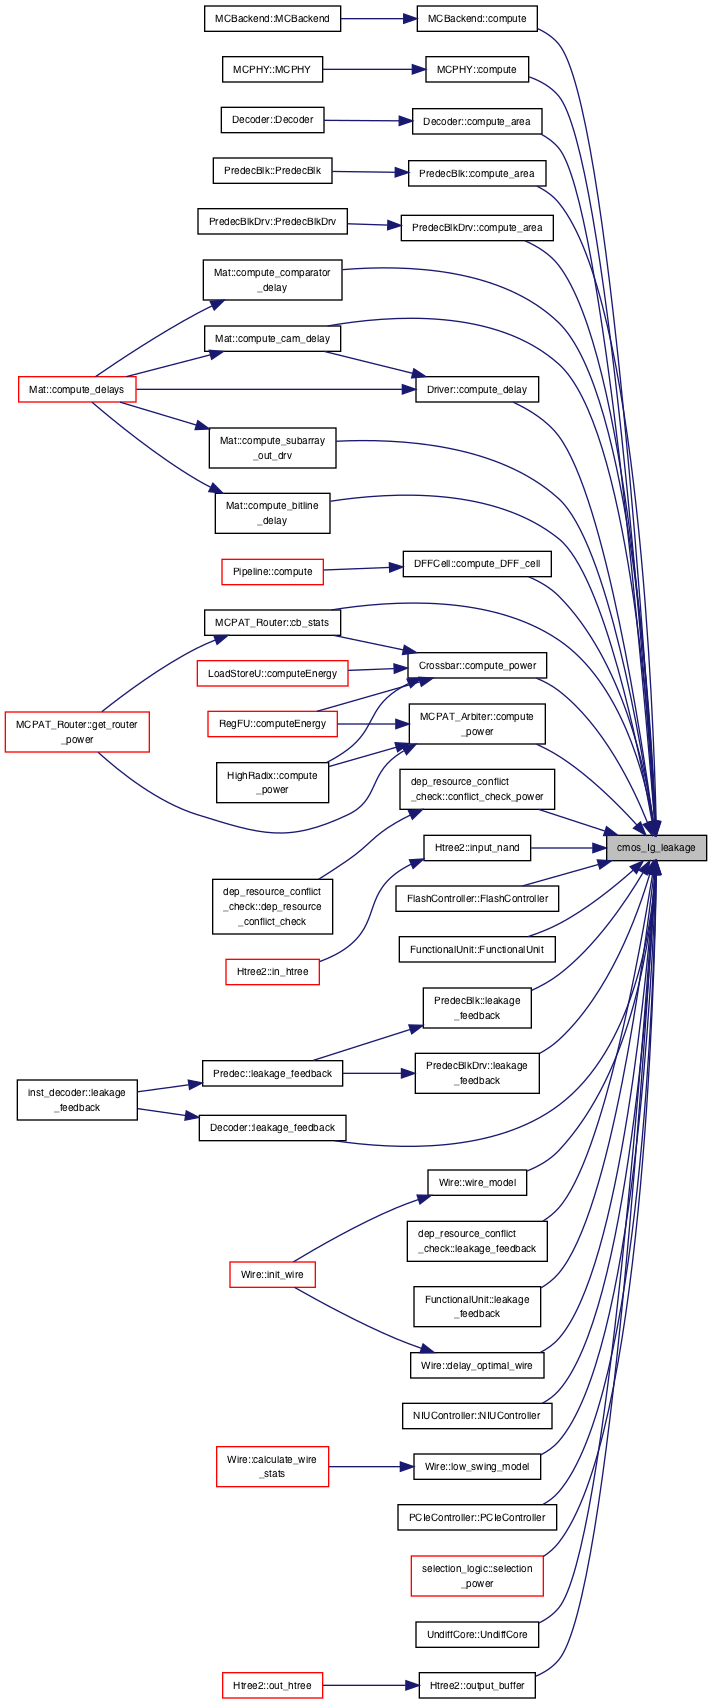 MCBackend::MCBackend
MCBackend::compute
MCPHY::MCPHY
MCPHY::compute
Decoder::Decoder
Decoder::compute_area
PredecBlk::PredecBlk
PredecBlk::compute_area
PredecBlkDrv::PredecBlkDrv
PredecBlkDrv::compute_area
Mat::compute_comparator
_delay
Mat::compute_cam_delay
Mat::compute_delays
Driver::compute_delay
Mat::compute_subarray
_out_drv
Mat::compute_bitline
_delay
Pipeline::compute
DFFCell::compute_DFF_cell
MCPAT_Router::cb_stats
LoadStoreU::computeEnergy
Crossbar::compute_power
MCPAT_Router::get_router
_power
RegFU::computeEnergy
MCPAT_Arbiter::compute
_power
HighRadix::compute
_power
dep_resource_conflict
_check::conflict_check_power
Htree2::input_nand
cmos_Ig_leakage
dep_resource_conflict
_check::dep_resource
_conflict_check
FlashController::FlashController
FunctionalUnit::FunctionalUnit
Htree2::in_htree
PredecBlk::leakage
_feedback
Predec::leakage_feedback
PredecBlkDrv::leakage
_feedback
inst_decoder::leakage
_feedback
Decoder::leakage_feedback
Wire::wire_model
dep_resource_conflict
_check::leakage_feedback
Wire::init_wire
FunctionalUnit::leakage
_feedback
Wire::delay_optimal_wire
NIUController::NIUController
Wire::calculate_wire
_stats
Wire::low_swing_model
PCIeController::PCIeController
selection_logic::selection
_power
UndiffCore::UndiffCore
Htree2::out_htree
Htree2::output_buffer